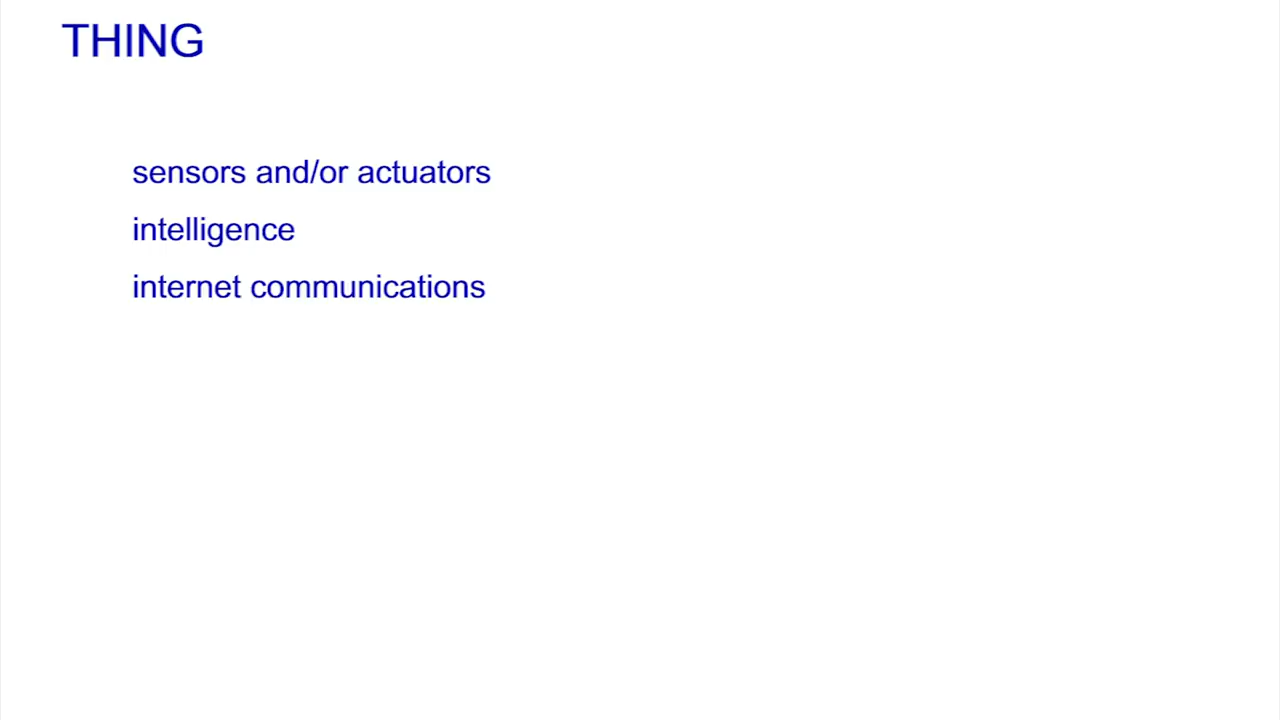 THING
sensors and/or actuators
intelligence
internet communications